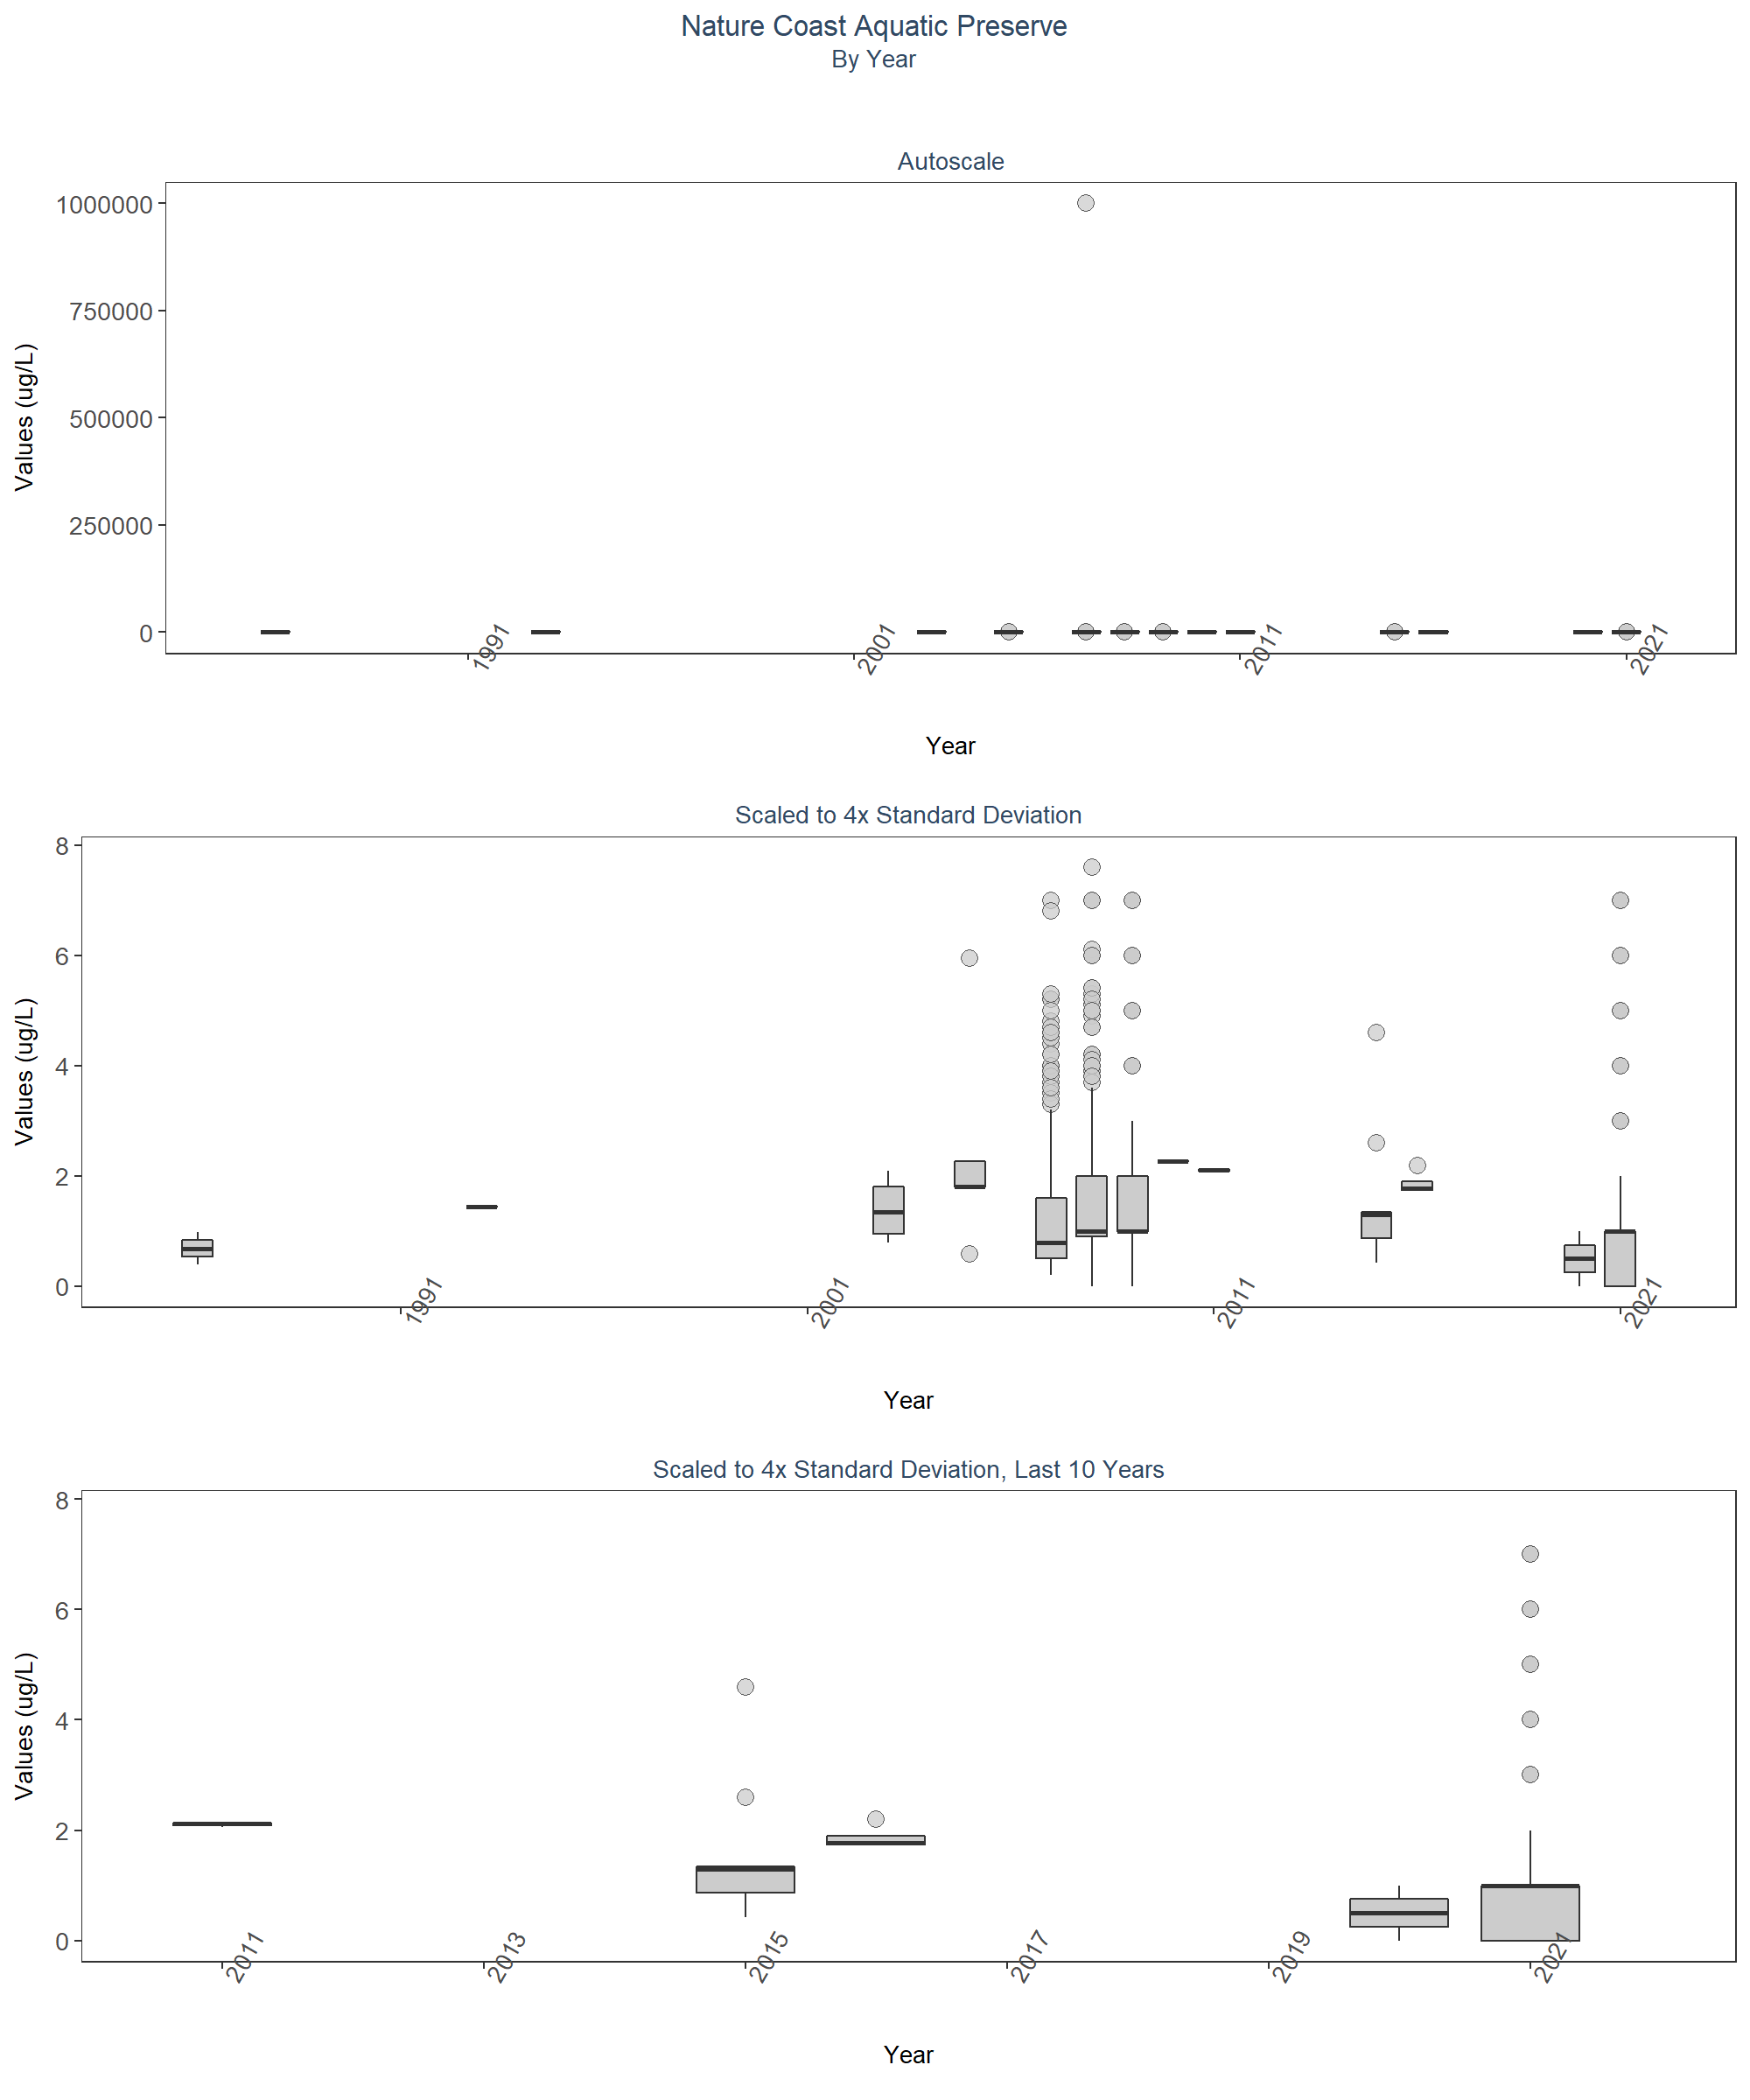 Nature Coast Aquatic Preserve
By Year
Autoscale
Values (ug/L)
1000000
750000
500000
250000
0
1991
2001
2011
2021
Year
Scaled to 4x Standard Deviation
Values (ug/L)
8
6
4
2
0
1991
2001
2011
2021
Year
Scaled to 4x Standard Deviation, Last 10 Years
Values (ug/L)
8
6
4
2
0
2011
2013
2015
2017
2019
2021
Year